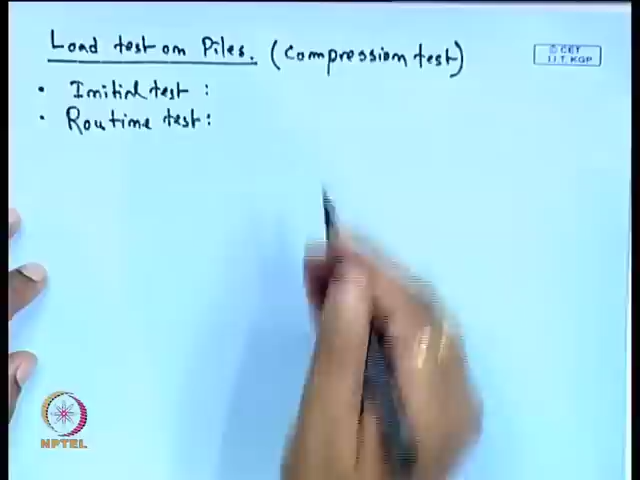 Load test on Piles. (Compression test)
© CET
I.I.T. KGP
• Initial test :
• Routine test :
NPTEL